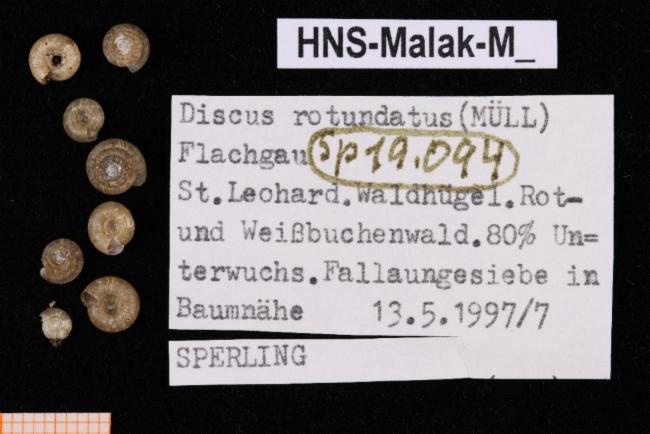 HNS-Malak-M_
Discus rotundatus(MÜLL)
Flachgau Sp19.094
St.Leohard.Waldhügel.Rot-
und Weißbuchenwald.80% Un=
terwuchs.Fallaungesiebe in
Baumnähe 13.5.1997/7
SPERLING